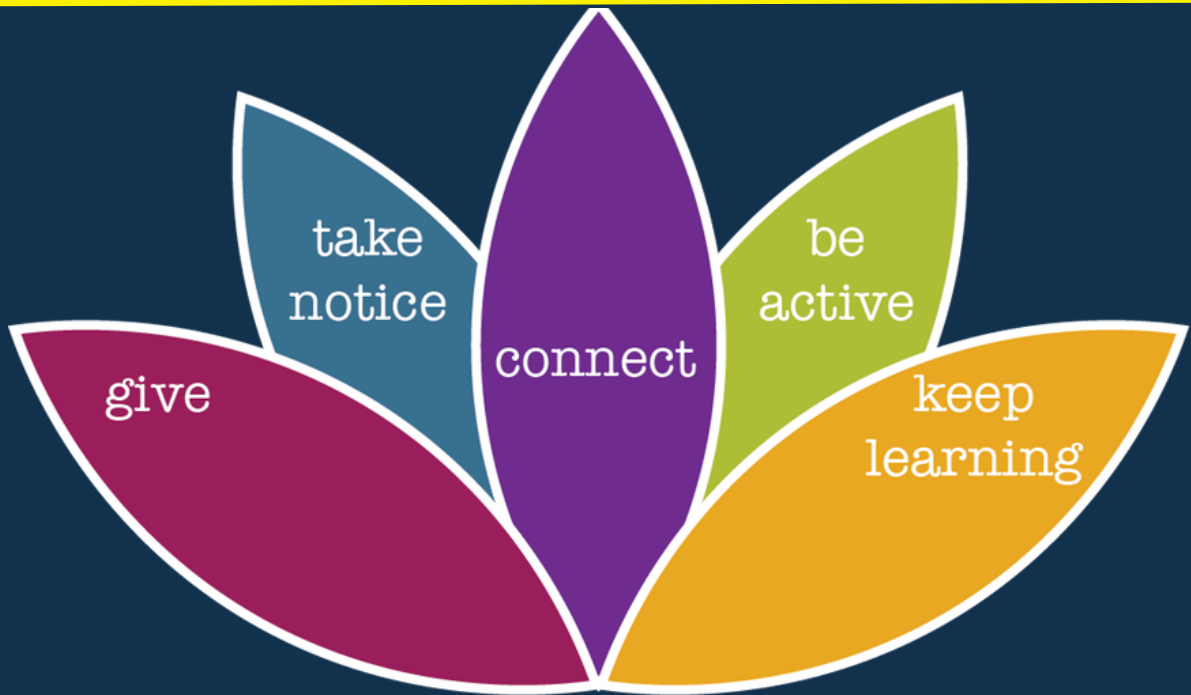 give
take
notice
connect
be
active
keep
learning